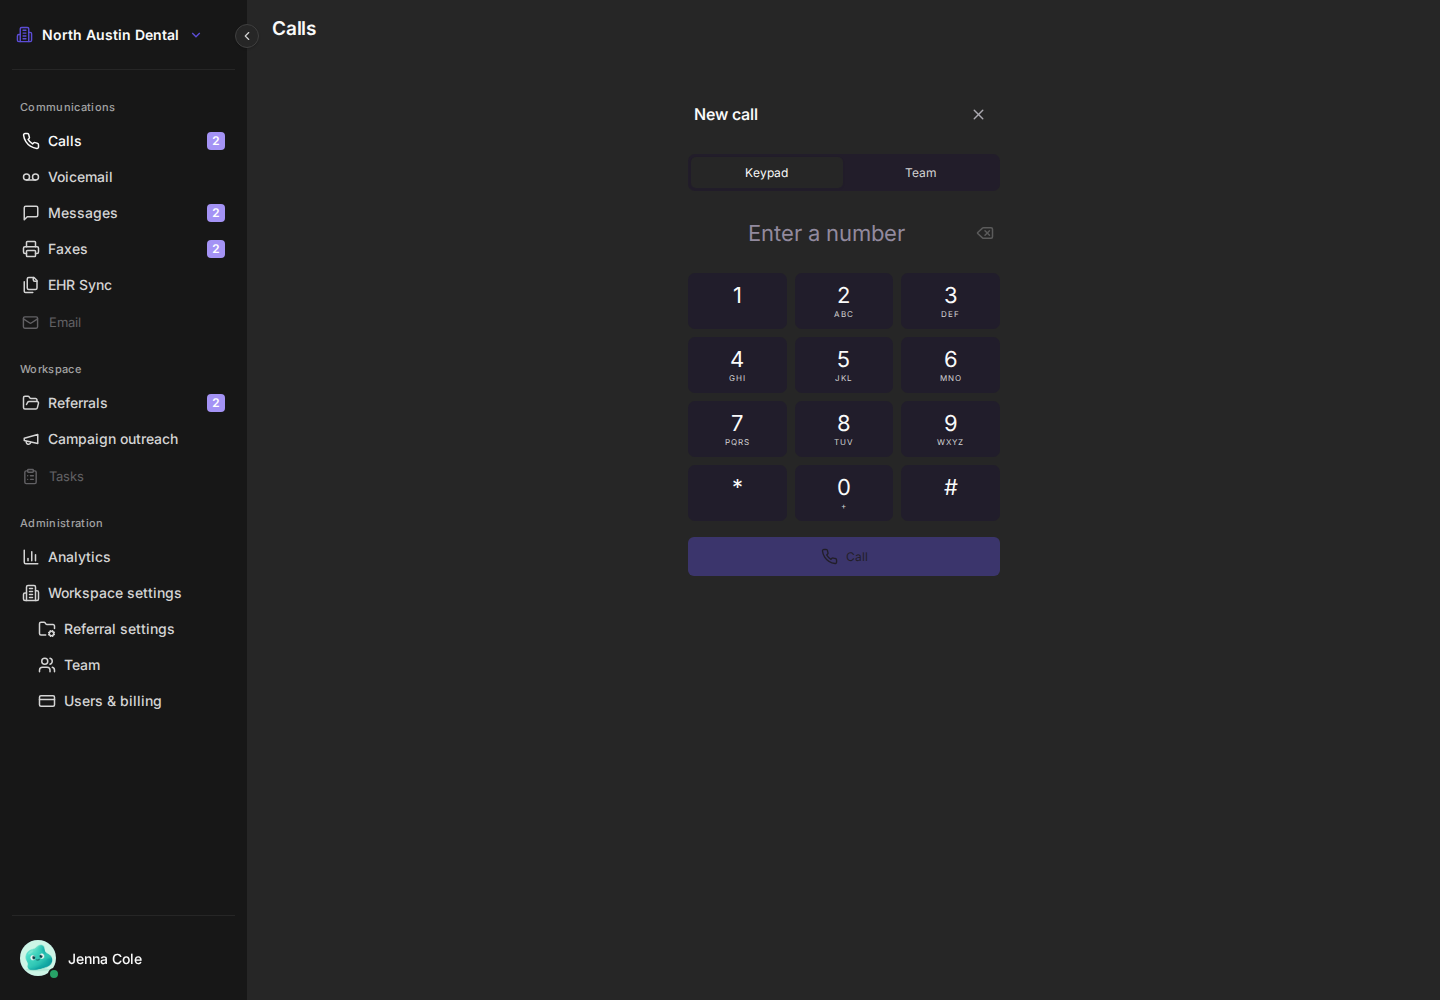 North Austin Dental
Calls
Communications
Calls 2
Voicemail
Messages 2
Faxes 2
EHR Sync
Email
Workspace
Referrals 2
Campaign outreach
Tasks
Administration
Analytics
Workspace settings
Referral settings
Team
Users & billing
Jenna Cole
New call
Keypad Team
Enter a number
1 2 3
ABC DEF
4 5 6
GHI JKL MNO
7 8 9
PQRS TUV WXYZ
* 0 #
+
Call